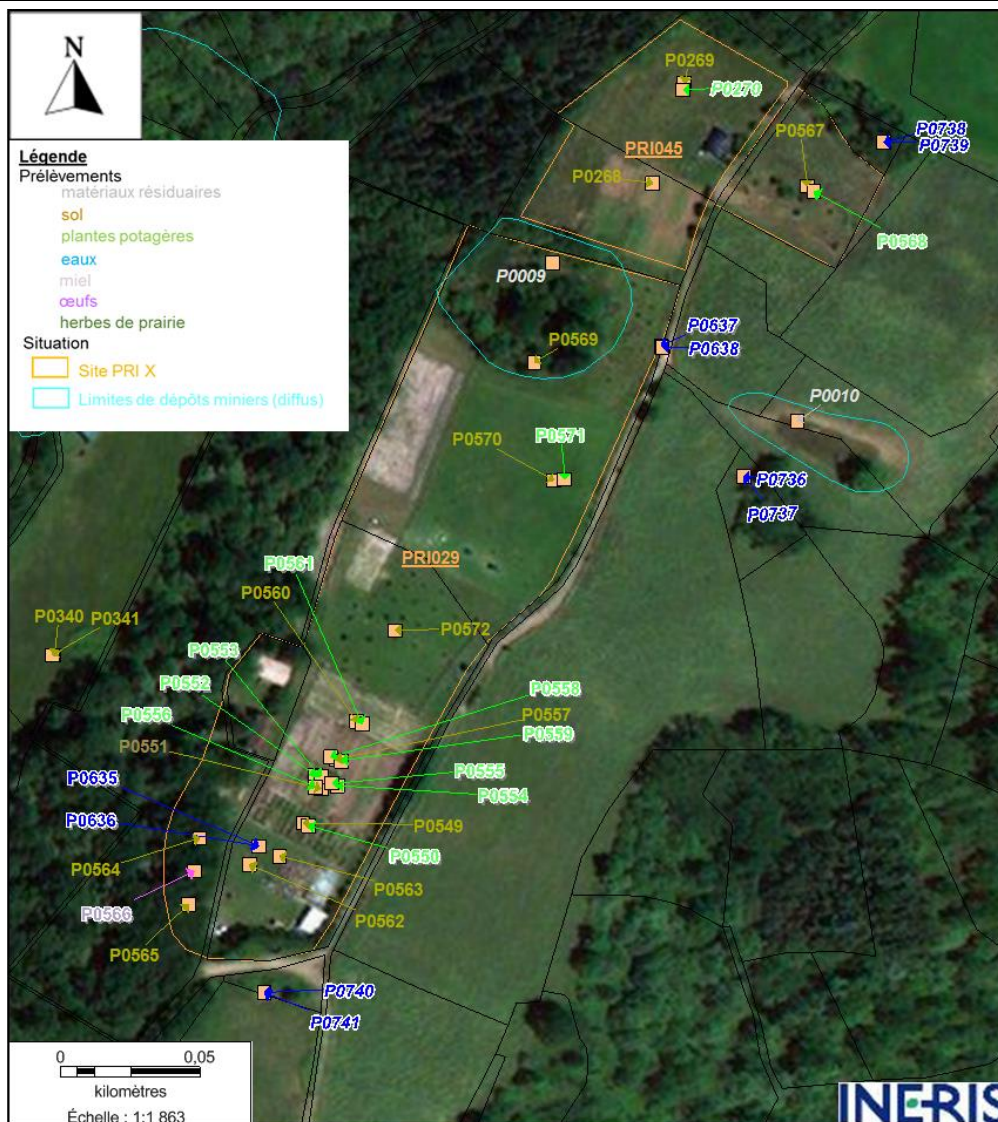 N
Légende
Prélèvements
matériaux résiduaires
sol
plantes potagères
eaux
miel
œufs
herbes de prairie
Situation
Site PRI X
Limites de dépôts miniers (diffus)
P0269
P0270
P0738
P0739
P0567
PRI045
P0268
P0568
P0009
P0637
P0638
P0569
P0010
P0570
P0571
P0736
P0737
PRI029
P0561
P0560
P0340
P0341
P0572
P0553
P0552
P0558
P0557
P0556
P0559
P0551
P0555
P0635
P0554
P0636
P0549
P0550
P0564
P0563
P0566
P0562
P0565
P0740
P0741
0 0,05
kilomètres
Échelle : 1:1 863
INERIS